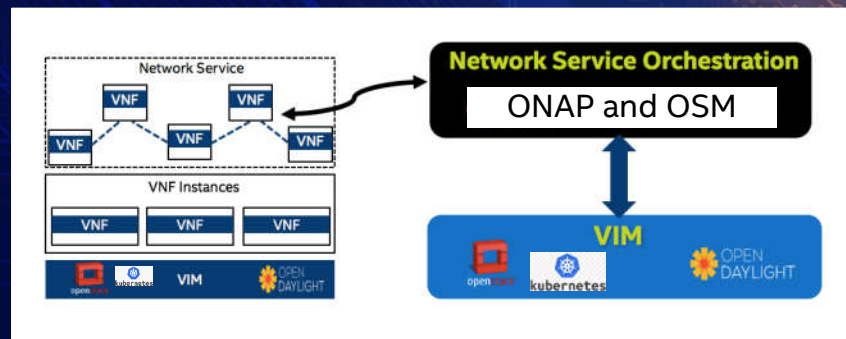 Network Service
VNF
VNF
VNF
VNF
VNF
VNF Instances
VNF
VNF
VNF
openstack
kubernetes
VIM
OPEN
DAYLIGHT
Network Service Orchestration
ONAP and OSM
VIM
openstack
kubernetes
OPEN
DAYLIGHT